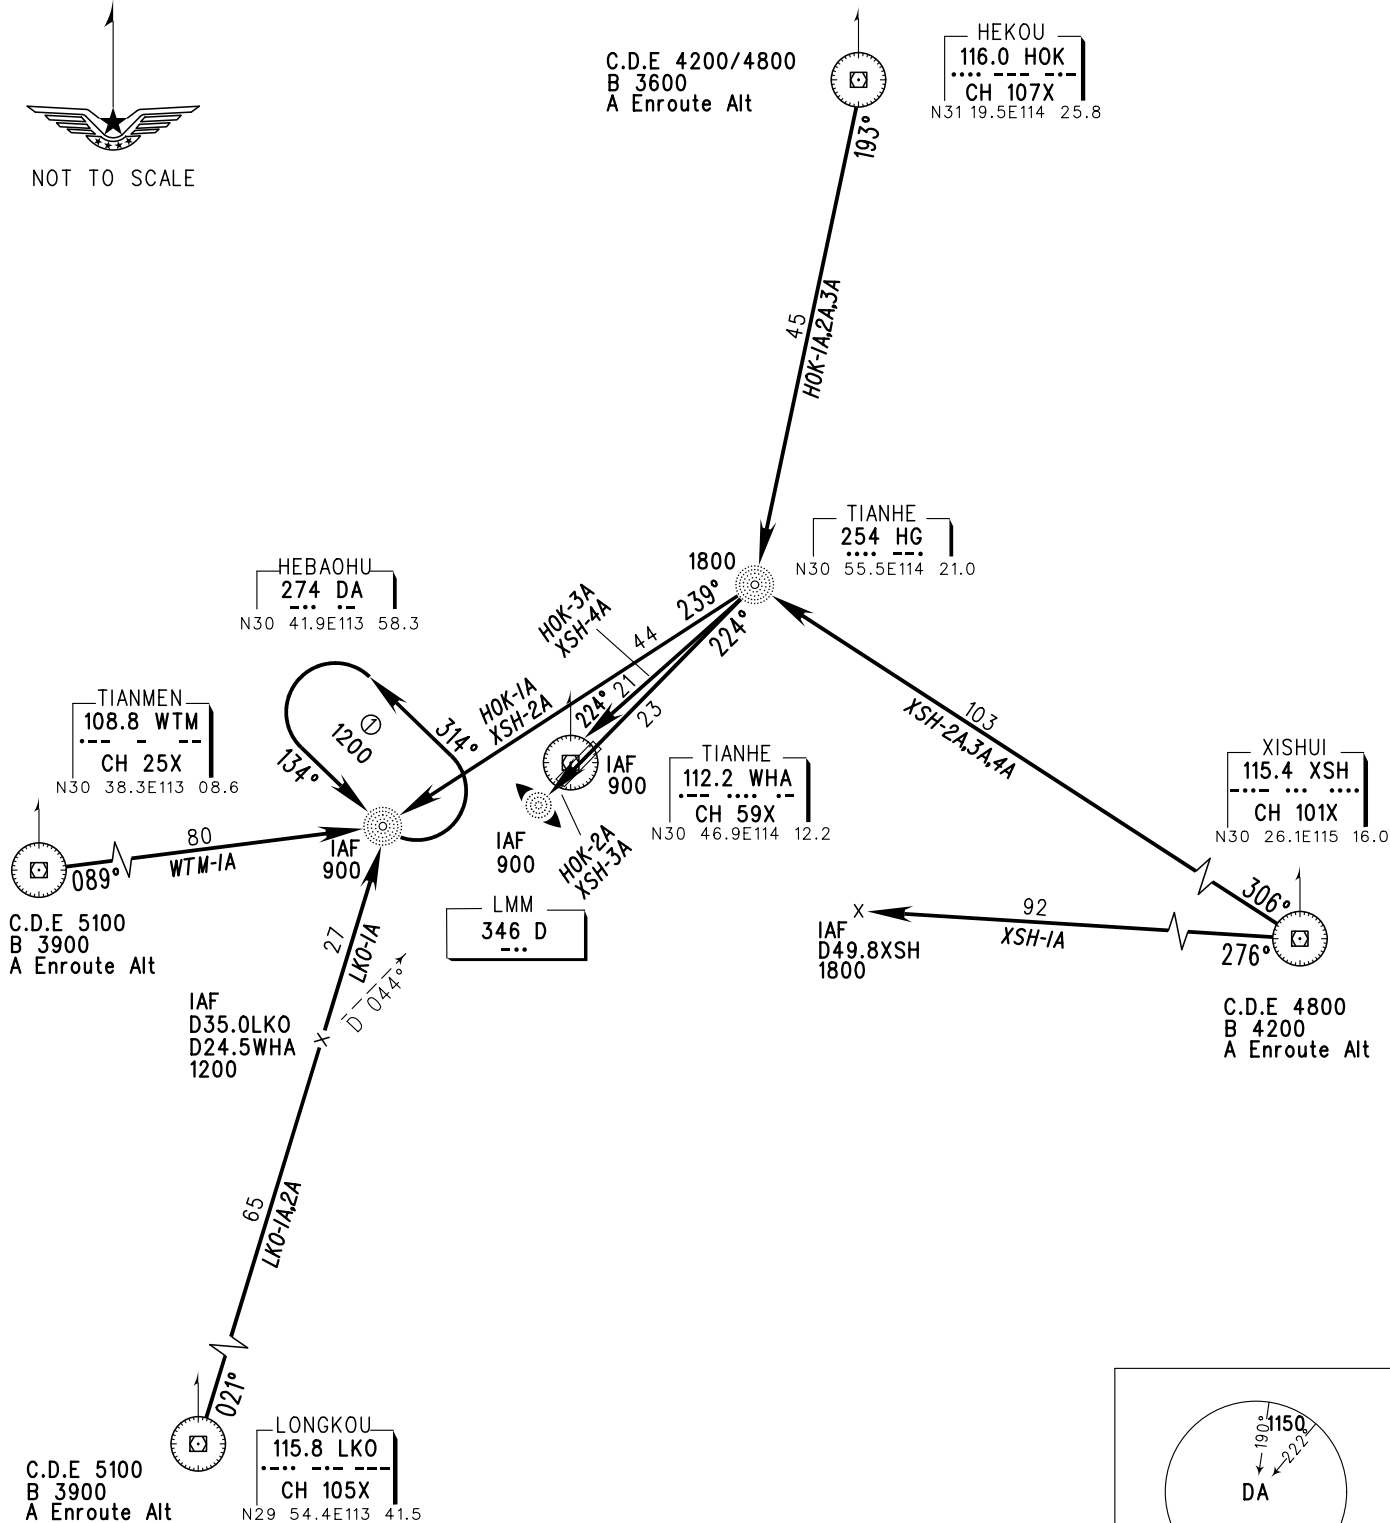 NOT TO SCALE
C.D.E 4200/4800
B 3600
A Enroute Alt
HEKOU
116.0 HOK
CH 107X
N31 19.5E114 25.8
193°
45
HOK-1A,2A,3A
TIANHE
254 HG
N30 55.5E114 21.0
1800
239°
224°
HOK-3A
XSH-4A
44
HOK-1A
XSH-2A
224°
21
23
HEBAOHU
274 DA
N30 41.9E113 58.3
1
1200
314°
134°
TIANMEN
108.8 WTM
CH 25X
N30 38.3E113 08.6
80
WTM-1A
089°
C.D.E 5100
B 3900
A Enroute Alt
IAF
900
IAF
900
TIANHE
112.2 WHA
CH 59X
N30 46.9E114 12.2
IAF
900
HOK-2A
XSH-3A
LMM
346 D
103
XSH-2A,3A,4A
XISHUI
115.4 XSH
CH 101X
N30 26.1E115 16.0
306°
276°
92
XSH-1A
IAF
D49.8XSH
1800
C.D.E 4800
B 4200
A Enroute Alt
27
LKO-1A
D 044°
IAF
D35.0LKO
D24.5WHA
1200
65
LKO-1A,2A
021°
LONGKOU
115.8 LKO
CH 105X
N29 54.4E113 41.5
C.D.E 5100
B 3900
A Enroute Alt
1150
190°
222°
DA